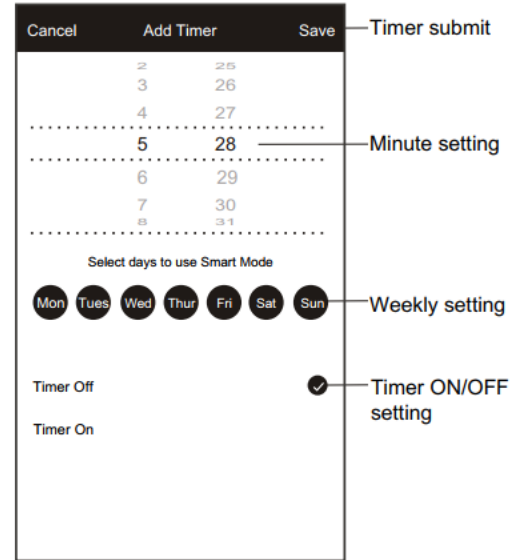 Cancel Add Timer Save Timer submit
2 25
3 26
4 27
5 28 Minute setting
6 29
7 30
8 31
Select days to use Smart Mode
Mon Tues Wed Thur Fri Sat Sun Weekly setting
Timer Off Timer ON/OFF
setting
Timer On